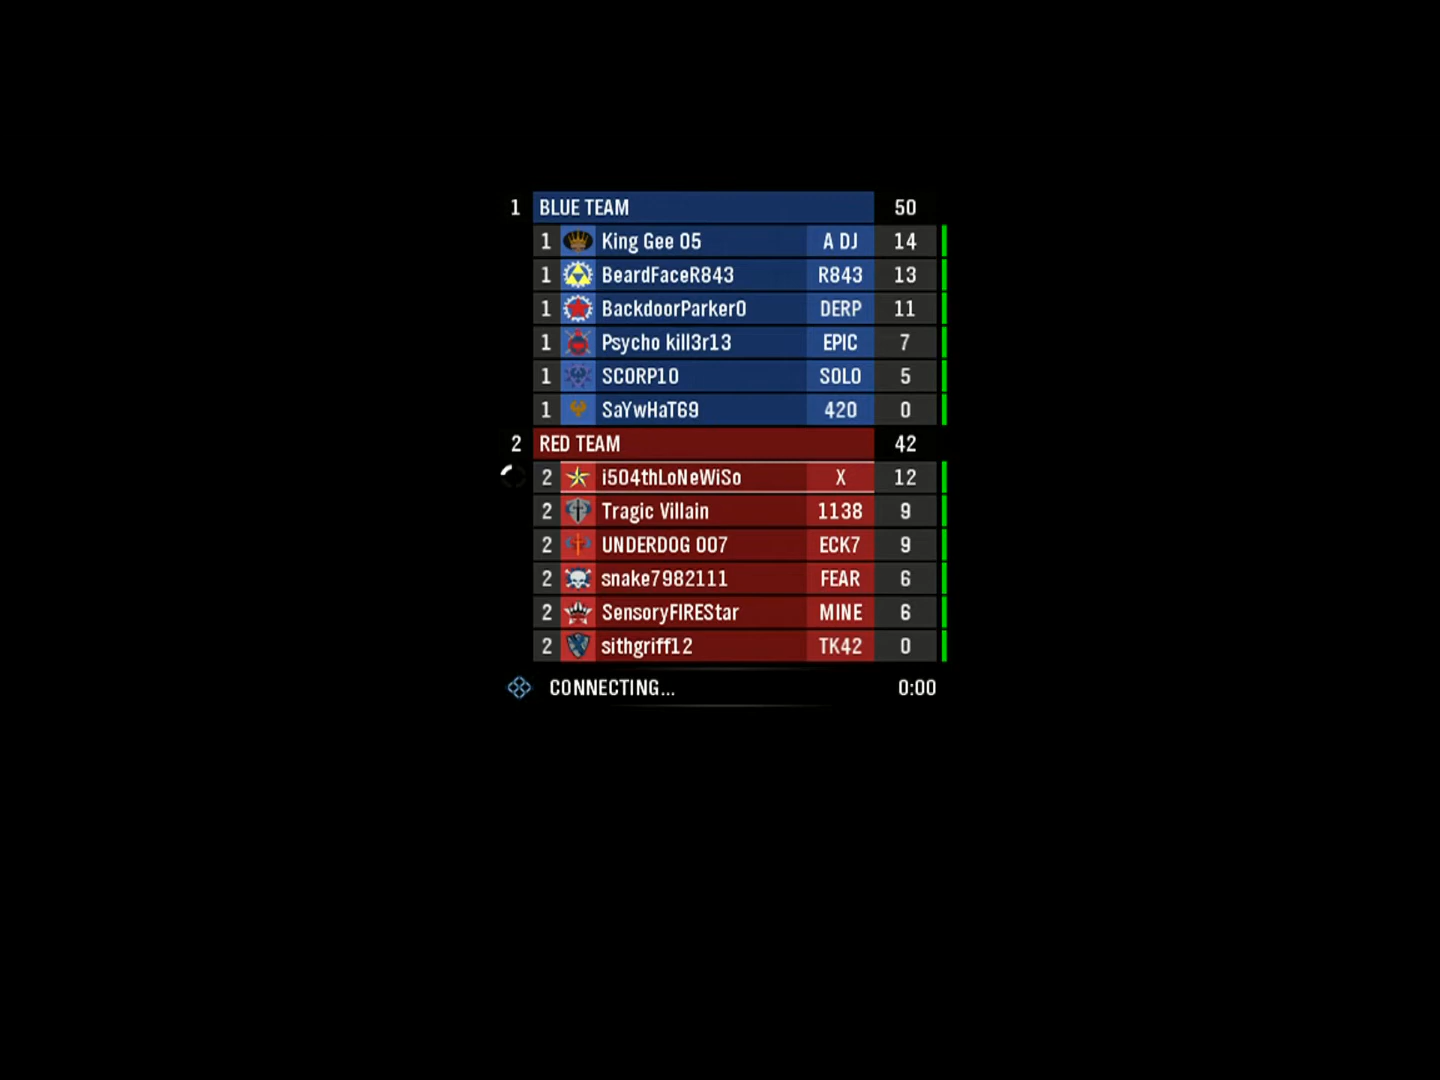 1 BLUE TEAM 50
1 King Gee 05 A DJ 14
1 BeardFaceR843 R843 13
1 BackdoorParker0 DERP 11
1 Psycho kill3r13 EPIC 7
1 SCORP10 SOLO 5
1 SaYwHaT69 420 0
2 RED TEAM 42
2 i504thLoNeWiSo X 12
2 Tragic Villain 1138 9
2 UNDERDOG 007 ECK7 9
2 snake7982111 FEAR 6
2 SensoryFIREStar MINE 6
2 sithgriff12 TK42 0
CONNECTING... 0:00